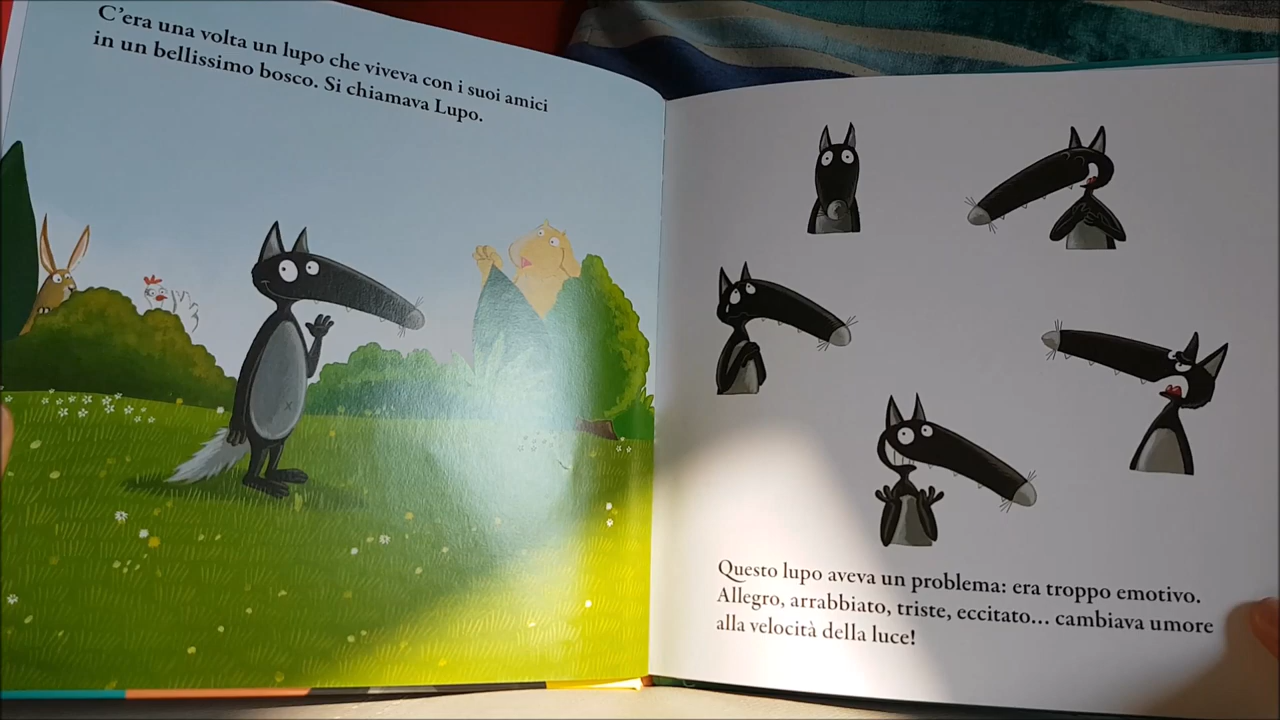 C'era una volta un lupo che viveva con i suoi amici
in un bellissimo bosco. Si chiamava Lupo.
Questo lupo aveva un problema: era troppo emotivo.
Allegro, arrabbiato, triste, eccitato... cambiava umore
alla velocità della luce!